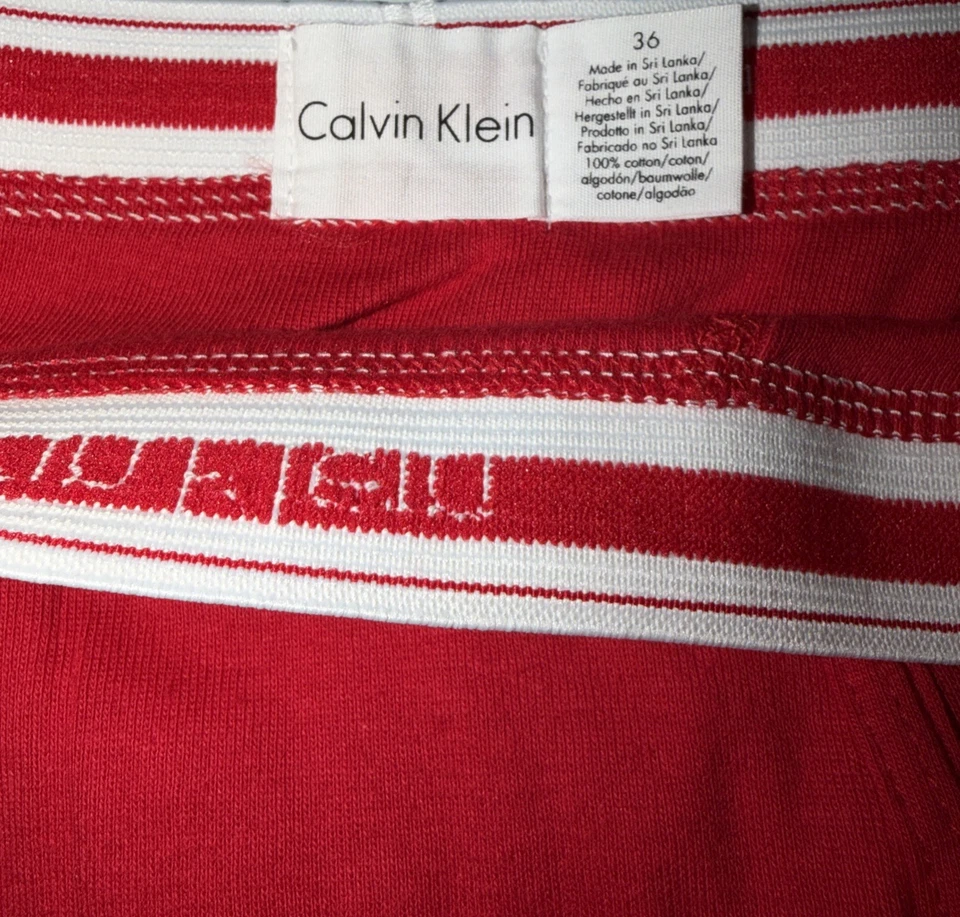 Calvin Klein
36
Made in Sri Lanka/
Fabriqué au Sri Lanka/
Hecho en Sri Lanka/
Hergestellt in Sri Lanka/
Prodotto in Sri Lanka/
Fabricado no Sri Lanka
100% cotton/coton/
algodón/baumwolle/
cotone/algodão